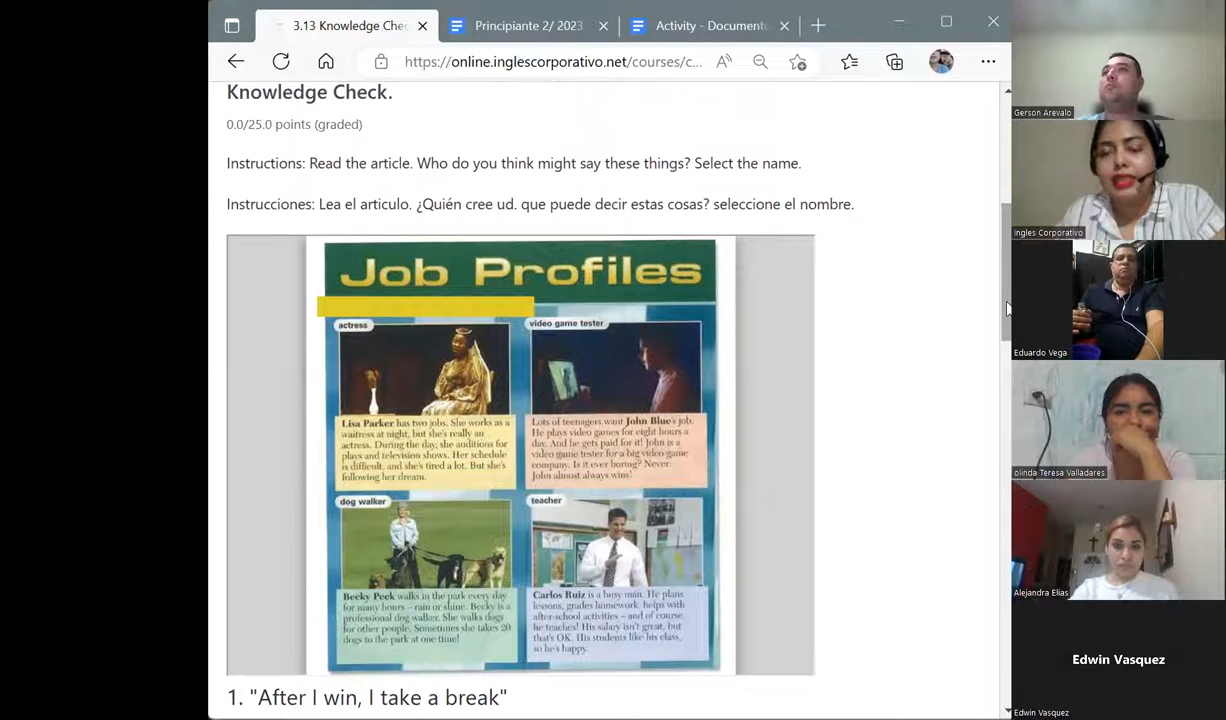 3.13 Knowledge Chec
Principiante 2/ 2023
Activity - Document
https://online.inglescorporativo.net/courses/c...
Knowledge Check.
0.0/25.0 points (graded)
Instructions: Read the article. Who do you think might say these things? Select the name.
Instrucciones: Lea el articulo. ¿Quién cree ud. que puede decir estas cosas? seleccione el nombre.
Job Profiles
actress
Lisa Parker has two jobs. She works as a
waitress at night, but she's really an
actress. During the day, she auditions for
plays and television shows. Her schedule
is difficult, and she's tired a lot. But she's
following her dream.
video game tester
Lots of teenagers want John Blue's job.
He plays video games for eight hours a
day. And he gets paid for it! John is a
video game tester for a big video game
company. Is it ever boring? Never.
John almost always wins!
dog walker
Becky Peck walks in the park every day
for many hours – rain or shine. Becky is a
professional dog walker. She walks dogs
for other people. Sometimes she takes 20
dogs to the park at one time!
teacher
Carlos Ruiz is a busy man. He plans
lessons, grades homework, helps with
after-school activities – and of course
he teaches! His salary isn't great, but
that's OK. His students like his class,
so he's happy.
1. "After I win, I take a break"
Gerson Arevalo
Ingles Corporativo
Eduardo Vega
olinda Teresa Valladares
Alejandra Elias
Edwin Vasquez
Edwin Vasquez